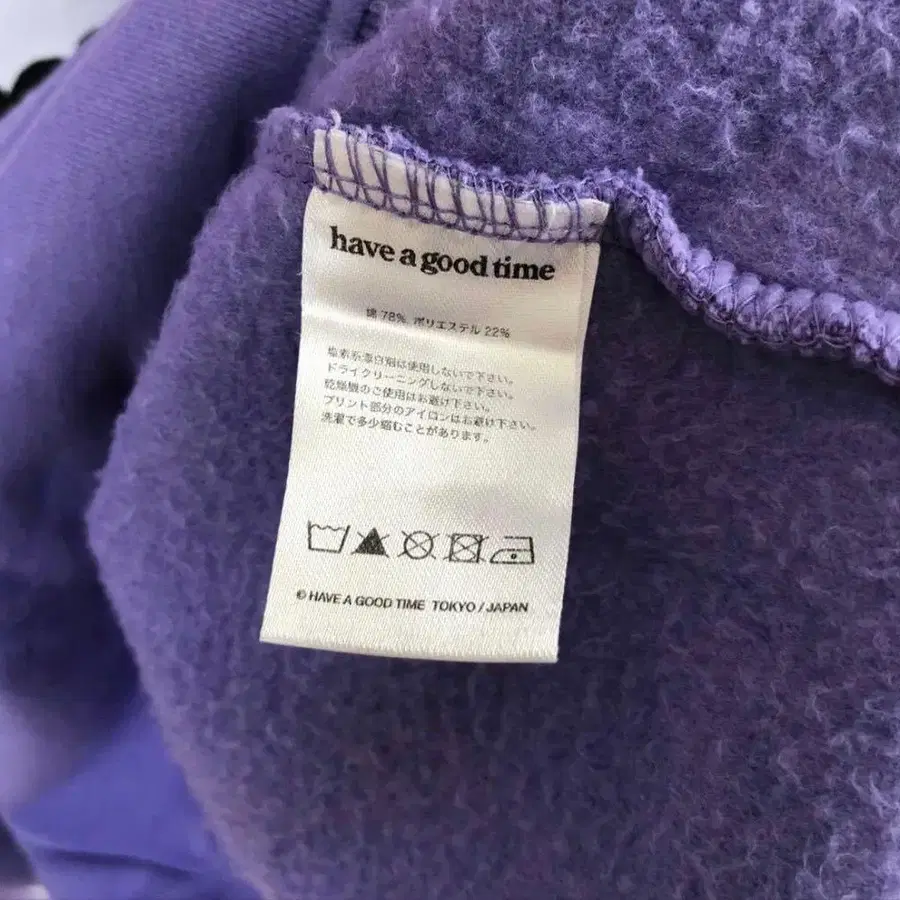 have a good time
綿 78%, ポリエステル 22%
塩素系漂白剤は使用しないで下さい。
ドライクリーニングしないで下さい。
乾燥機のご使用はお避け下さい。
プリント部分のアイロンはお避け下さい。
洗濯で多少縮むことがあります。
© HAVE A GOOD TIME TOKYO / JAPAN